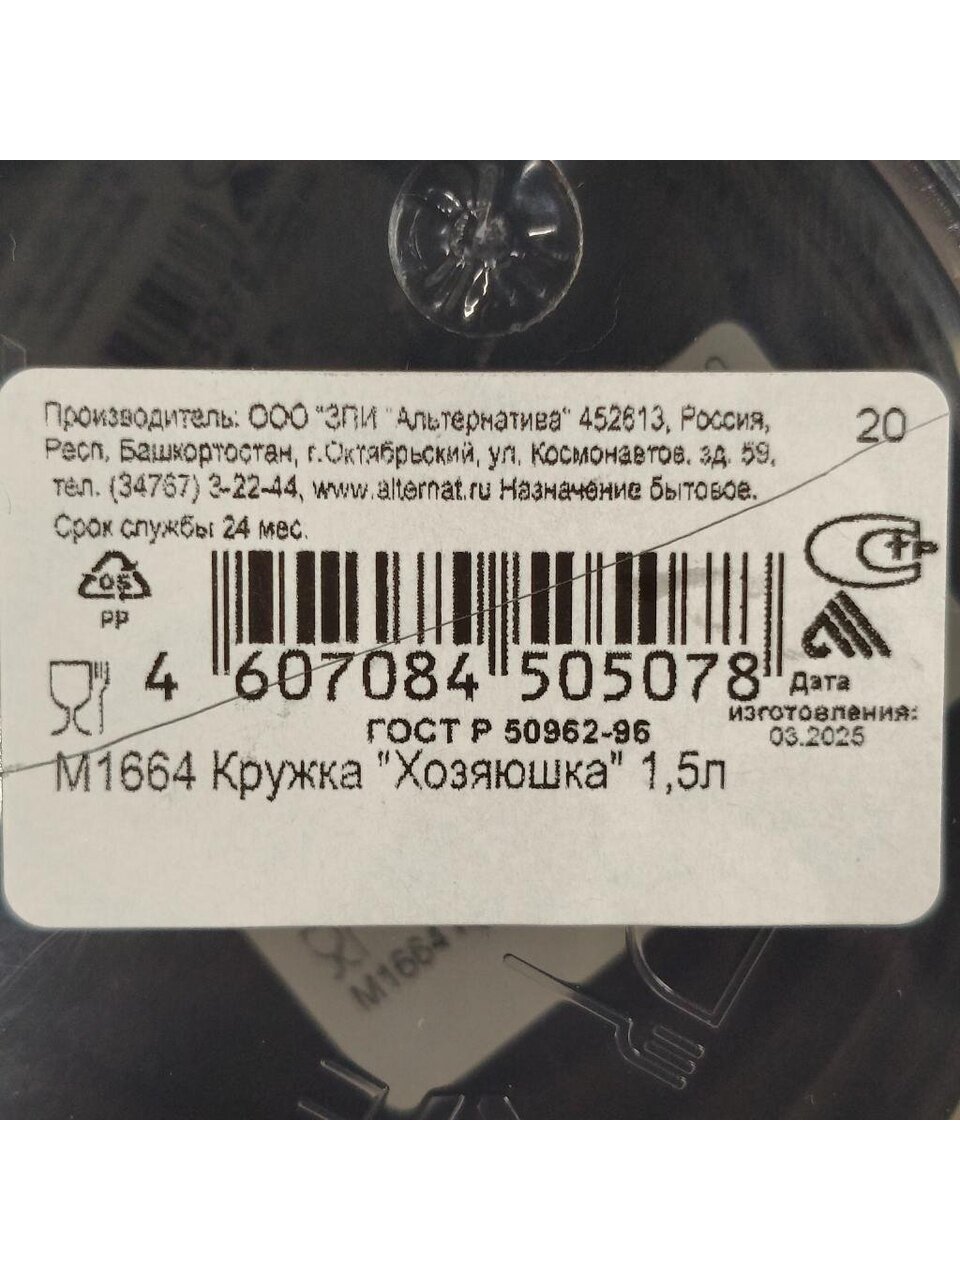 Производитель: ООО "ЗПИ "Альтернатива" 452613, Россия,
20
Респ. Башкортостан, г.Октябрьский, ул. Космонавтов. зд. 59,
тел. (34767) 3-22-44, www.alternat.ru Назначение бытовое.
Срок службы 24 мес.
05
PP
4 607084 505078
Дата
изготовления:
03.2025
ГОСТ Р 50962-96
М1664 Кружка "Хозяюшка" 1,5л
М1664